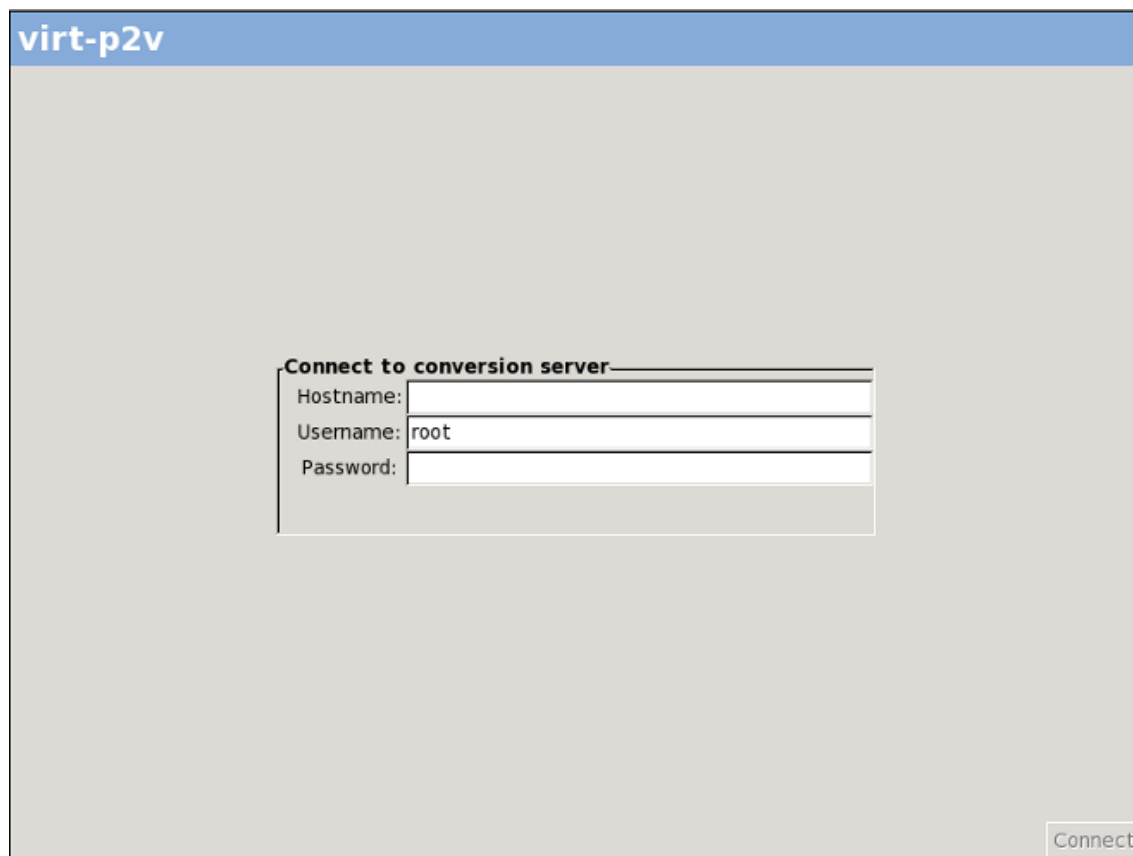 virt-p2v
Connect to conversion server
Hostname:
Username: root
Password:
Connect